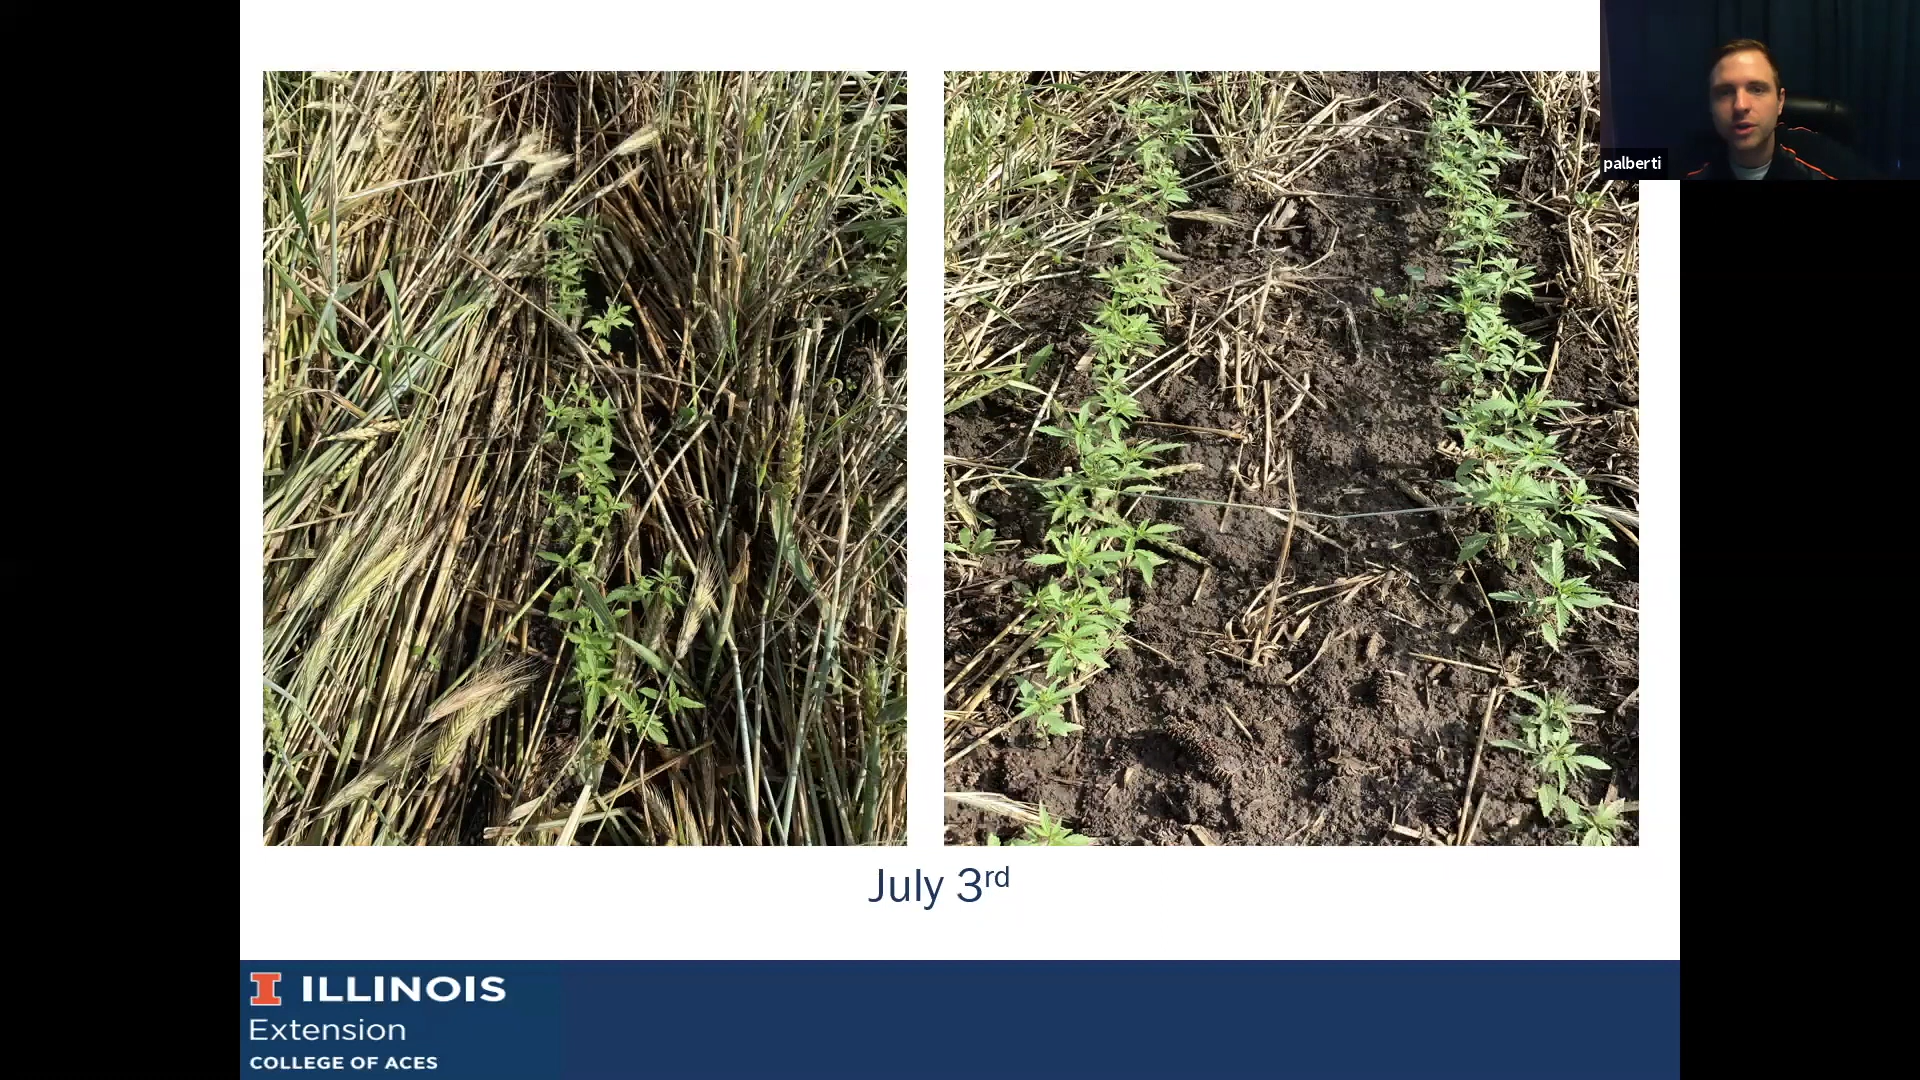 palberti
July 3rd
I ILLINOIS
Extension
COLLEGE OF ACES